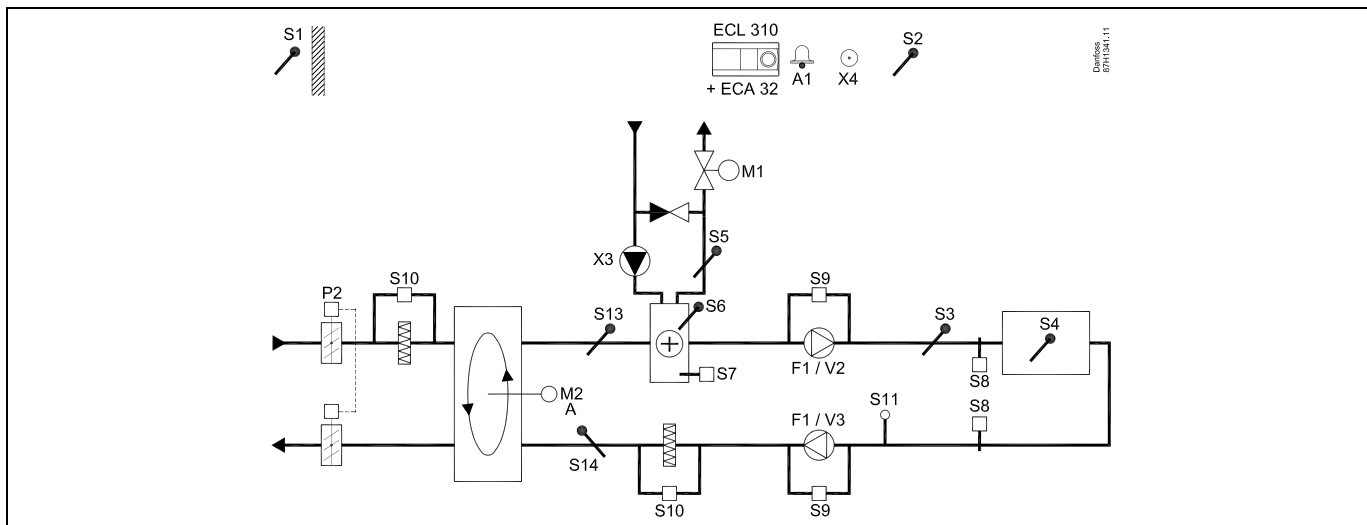 S1
ECL 310
+ ECA 32
A1
X4
S2
Danfoss
87H1341.11
M1
X3
S5
P2
S10
S13
S6
S9
S3
S4
F1 / V2
S7
S8
M2
A
S14
S10
F1 / V3
S9
S11
S8